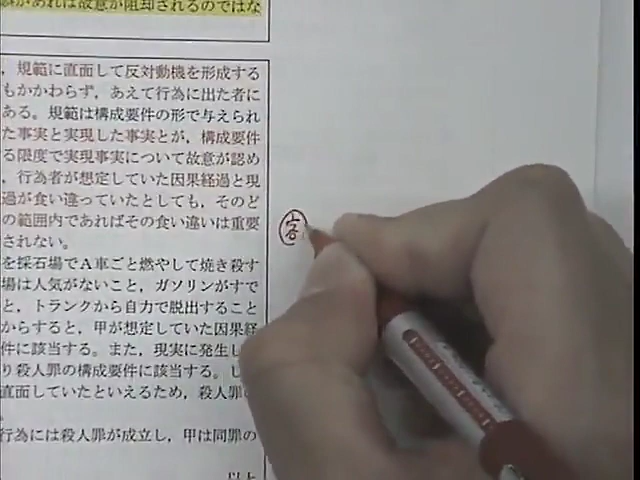 誤があれば故意が阻却されるのではな
，規範に直面して反対動機を形成する
もかかわらず，あえて行為に出た者に
ある。規範は構成要件の形で与えられ
た事実と実現した事実とが，構成要件
る限度で実現事実について故意が認め
，行為者が想定していた因果経過と現
過が食い違っていたとしても，そのど
の範囲内であればその食い違いは重要
されない。
客
を採石場でA車ごと燃やして焼き殺す
場は人気がないこと，ガソリンがすで
と，トランクから自力で脱出すること
からすると，甲が想定していた因果経
件に該当する。また，現実に発生し
り殺人罪の構成要件に該当する。し
直面していたといえるため，殺人罪
行為には殺人罪が成立し，甲は同罪の
以上